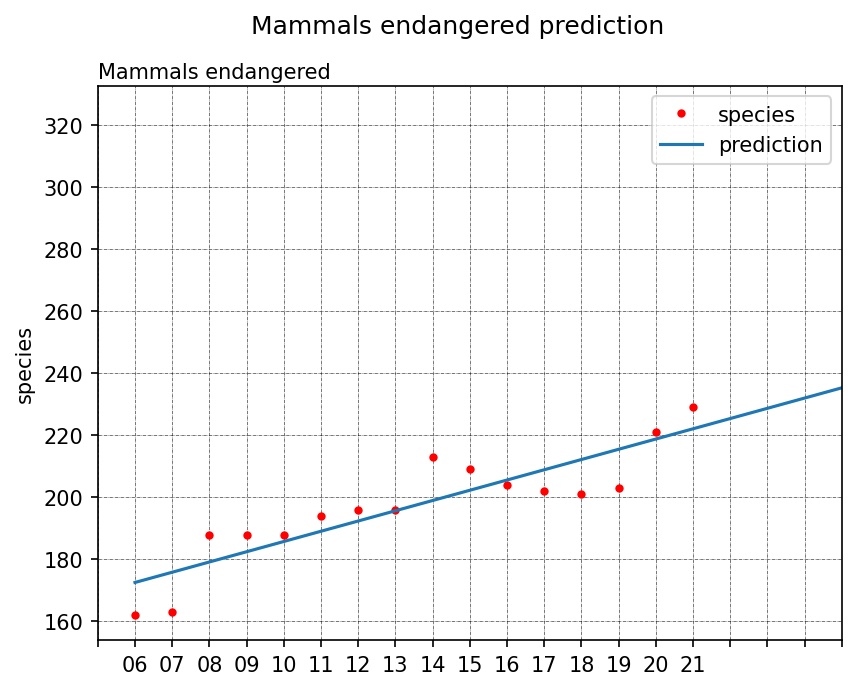 Mammals endangered prediction
Mammals endangered
species
prediction
320
300
280
260
240
220
200
180
160
species
06 07 08 09 10 11 12 13 14 15 16 17 18 19 20 21